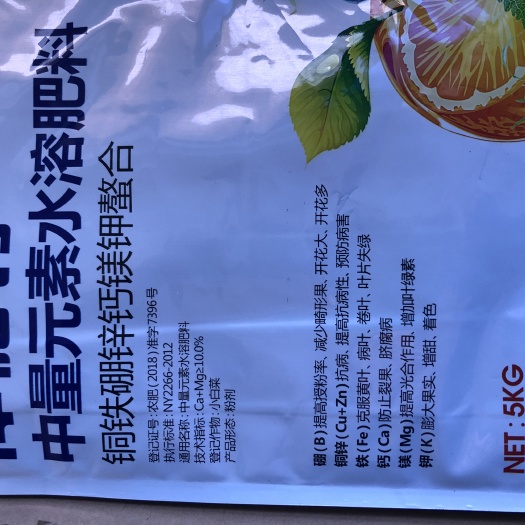 中量元素水溶肥料
铜铁硼锌钙镁钾螯合
登记证号:农肥(2018)准字7396号
执行标准:NY2266-2012
通用名称:中量元素水溶肥料
技术指标:Ca+Mg≥10.0%
登记作物:小白菜
产品形态:粉剂
硼(B)提高授粉率、减少畸形果、开花大、开花多
铜锌(Cu+Zn)抗病、提高抗病性、预防病害
铁(Fe)克服黄叶、病叶、卷叶、叶片失绿
钙(Ca)防止裂果、脐腐病
镁(Mg)提高光合作用、增加叶绿素
钾(K)膨大果实、增甜、着色
NET:5KG